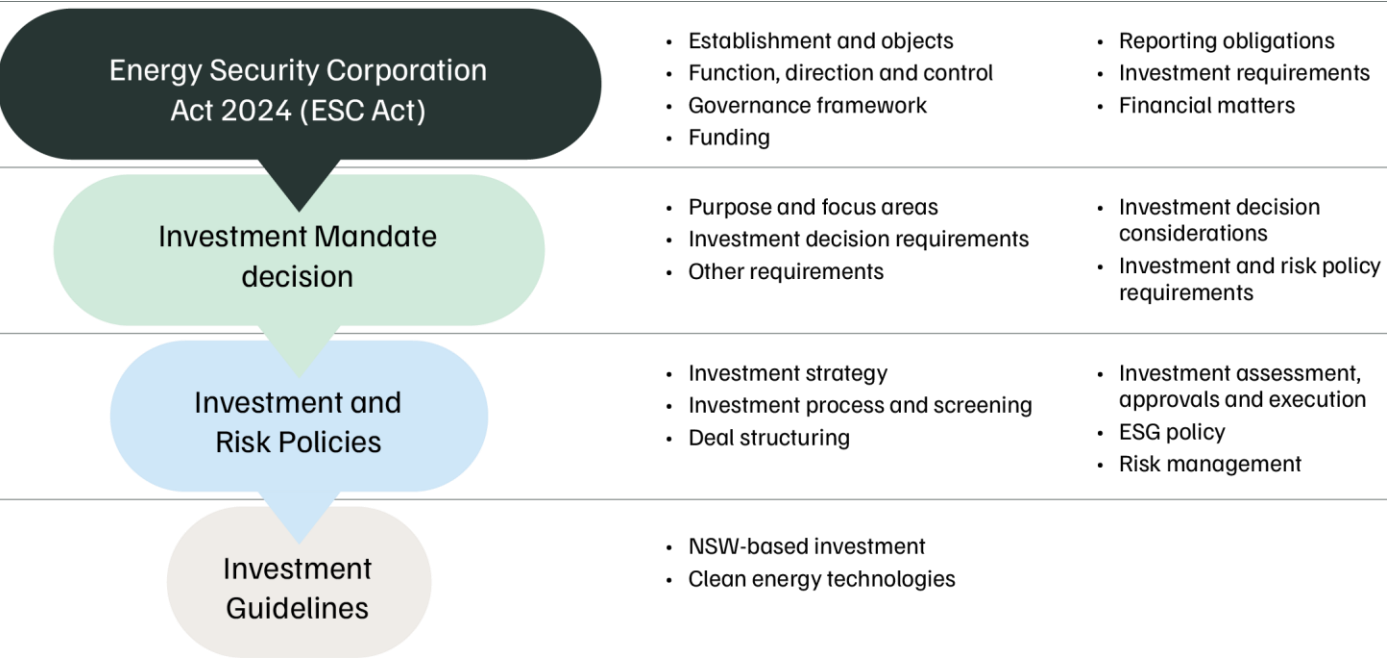 Energy Security Corporation
Act 2024 (ESC Act)
• Establishment and objects
• Function, direction and control
• Governance framework
• Funding
• Reporting obligations
• Investment requirements
• Financial matters
Investment Mandate
decision
• Purpose and focus areas
• Investment decision requirements
• Other requirements
• Investment decision
considerations
• Investment and risk policy
requirements
Investment and
Risk Policies
• Investment strategy
• Investment process and screening
• Deal structuring
• Investment assessment,
approvals and execution
• ESG policy
• Risk management
Investment
Guidelines
• NSW-based investment
• Clean energy technologies